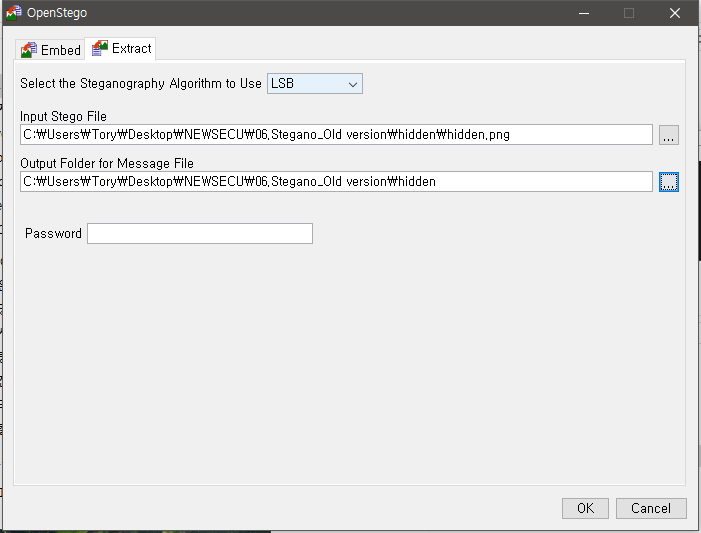 OpenStego
Embed Extract
Select the Steganography Algorithm to Use LSB
Input Stego File
C:₩Users₩Tory₩Desktop₩NEWSECU₩06.Stegano_Old version₩hidden₩hidden.png
...
Output Folder for Message File
C:₩Users₩Tory₩Desktop₩NEWSECU₩06.Stegano_Old version₩hidden
...
Password
OK Cancel